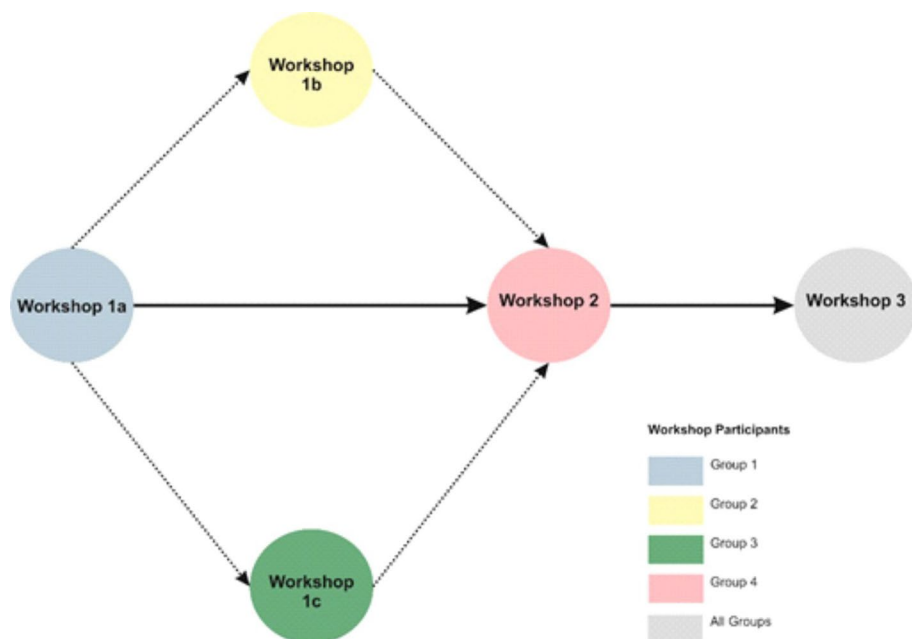 Workshop
1b
Workshop 1a
Workshop 2
Workshop 3
Workshop
1c
Workshop Participants
Group 1
Group 2
Group 3
Group 4
All Groups